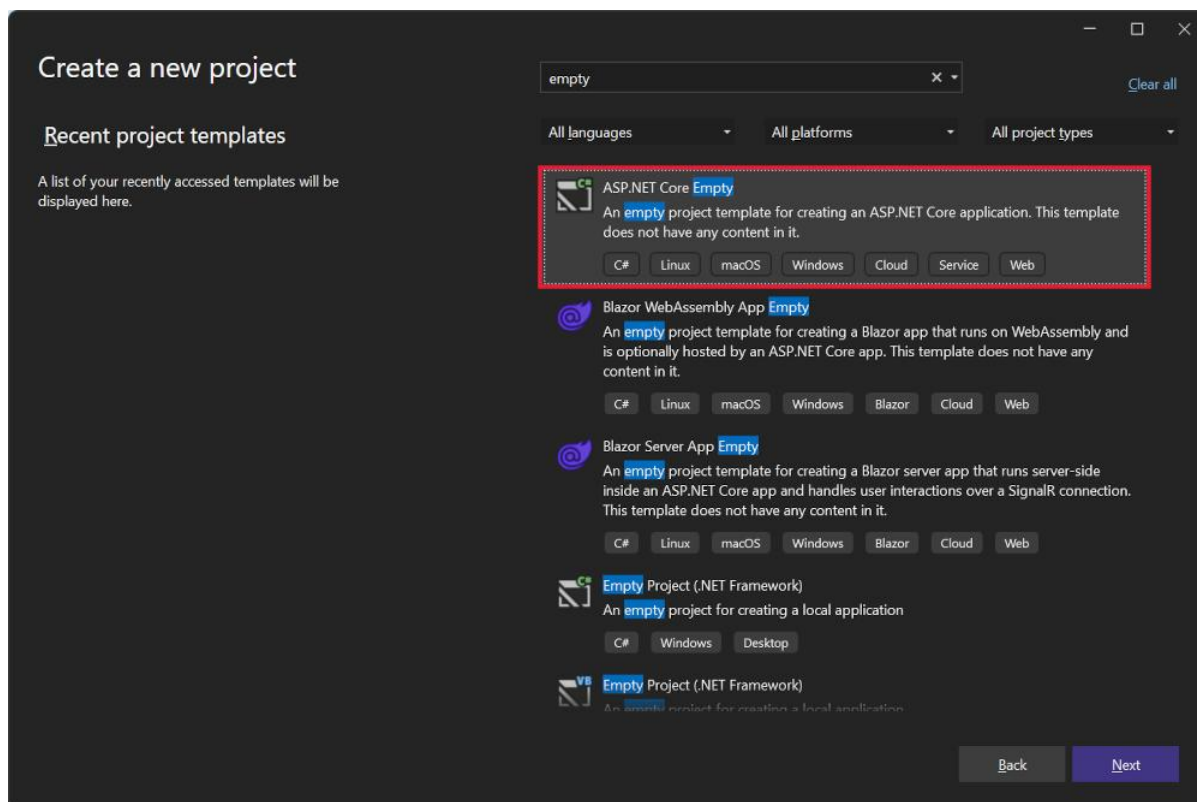 Create a new project
Recent project templates
A list of your recently accessed templates will be
displayed here.
empty
Clear all
All languages
All platforms
All project types
C#
ASP.NET Core Empty
An empty project template for creating an ASP.NET Core application. This template
does not have any content in it.
C# Linux macOS Windows Cloud Service Web
Blazor WebAssembly App Empty
An empty project template for creating a Blazor app that runs on WebAssembly and
is optionally hosted by an ASP.NET Core app. This template does not have any
content in it.
C# Linux macOS Windows Blazor Cloud Web
Blazor Server App Empty
An empty project template for creating a Blazor server app that runs server-side
inside an ASP.NET Core app and handles user interactions over a SignalR connection.
This template does not have any content in it.
C# Linux macOS Windows Blazor Cloud Web
C#
Empty Project (.NET Framework)
An empty project for creating a local application
C# Windows Desktop
VB
Empty Project (.NET Framework)
An empty project for creating a local application
Back
Next